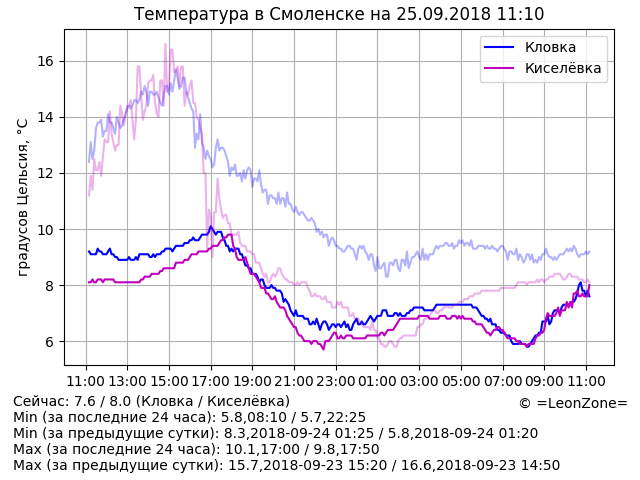 Температура в Смоленске на 25.09.2018 11:10
Кловка
Киселёвка
градусов Цельсия, °C
16
14
12
10
8
6
11:00 13:00 15:00 17:00 19:00 21:00 23:00 01:00 03:00 05:00 07:00 09:00 11:00
Сейчас: 7.6 / 8.0 (Кловка / Киселёвка)
© =LeonZone=
Min (за последние 24 часа): 5.8,08:10 / 5.7,22:25
Min (за предыдущие сутки): 8.3,2018-09-24 01:25 / 5.8,2018-09-24 01:20
Max (за последние 24 часа): 10.1,17:00 / 9.8,17:50
Max (за предыдущие сутки): 15.7,2018-09-23 15:20 / 16.6,2018-09-23 14:50